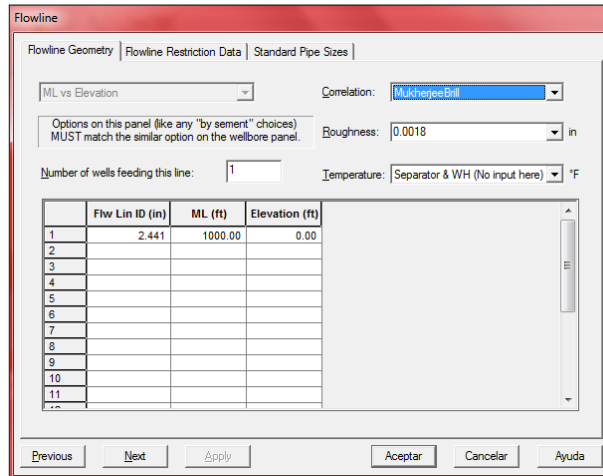 Flowline
Flowline Geometry Flowline Restriction Data Standard Pipe Sizes
ML vs Elevation Correlation: MukherjeeBrill
Options on this panel (like any "by sement" choices)
MUST match the similar option on the wellbore panel.
Roughness: 0.0018 in
Number of wells feeding this line: 1 Temperature: Separator & WH (No input here) °F
Flw Lin ID (in) ML (ft) Elevation (ft)
1 2.441 1000.00 0.00
2
3
4
5
6
7
8
9
10
11
Previous Next Apply Aceptar Cancelar Ayuda